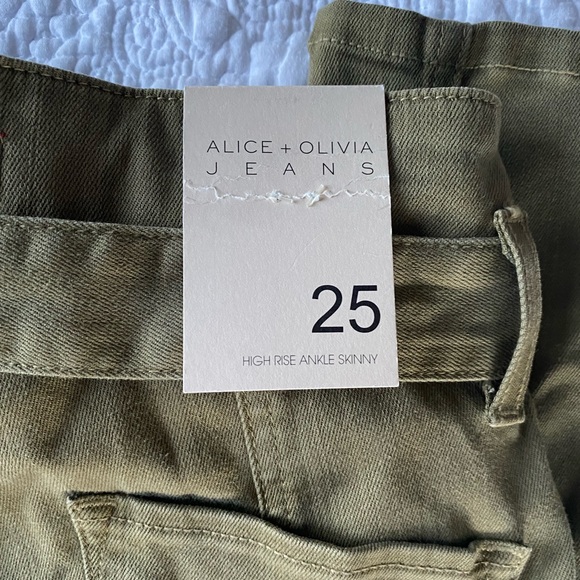 ALICE + OLIVIA
JEANS
25
HIGH RISE ANKLE SKINNY